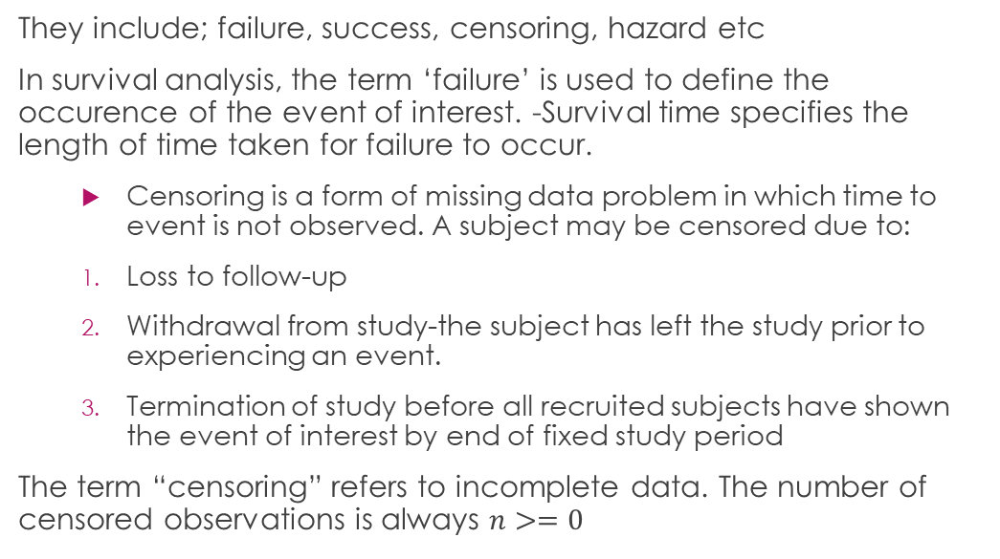 They include; failure, success, censoring, hazard etc
In survival analysis, the term ‘failure’ is used to define the
occurence of the event of interest. -Survival time specifies the
length of time taken for failure to occur.
Censoring is a form of missing data problem in which time to
event is not observed. A subject may be censored due to:
1. Loss to follow-up
2. Withdrawal from study-the subject has left the study prior to
experiencing an event.
3. Termination of study before all recruited subjects have shown
the event of interest by end of fixed study period
The term “censoring” refers to incomplete data. The number of
censored observations is always n >= 0